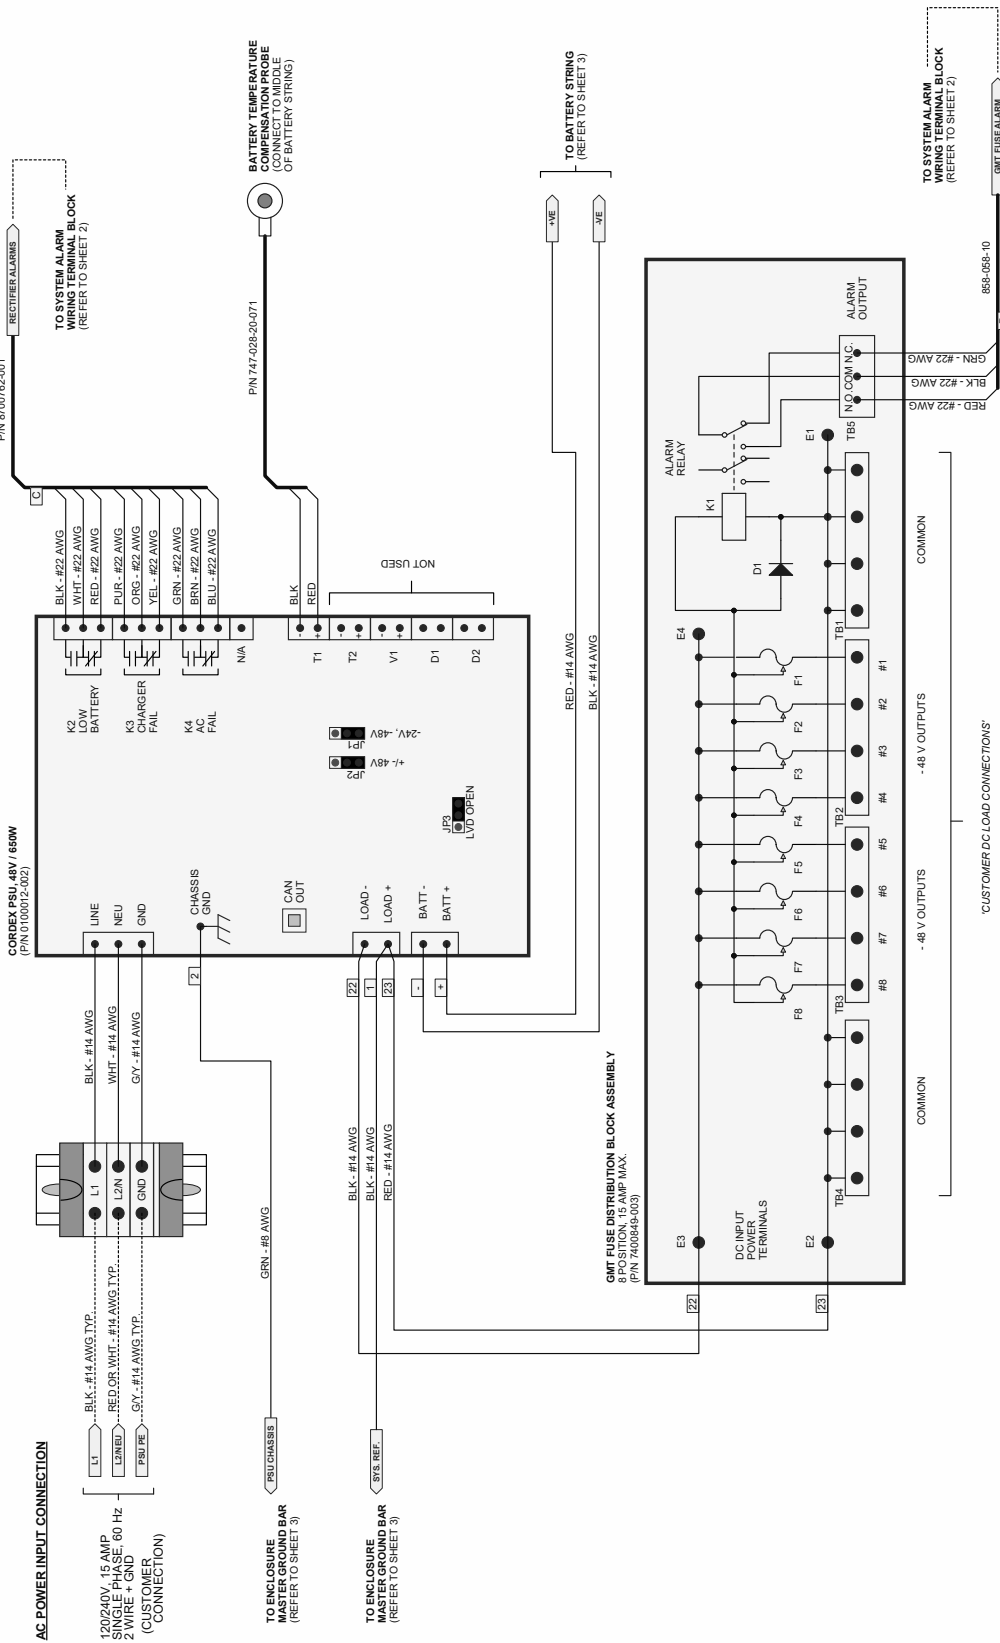 AC POWER INPUT CONNECTION
120/240V, 15 AMP
SINGLE PHASE, 60 Hz
2 WIRE + GND
(CUSTOMER
CONNECTION)
L1
L2/NEU
PSU PE
BLK - #14 AWG TYP.
RED OR WHT - #14 AWG TYP.
G/Y - #14 AWG TYP.
L1
L2/N
GND
BLK - #14 AWG
WHT - #14 AWG
G/Y - #14 AWG
CORDEX PSU, 48V / 650W
(P/N 0100012-002)
LINE
NEU
GND
CHASSIS
GND
2
CAN
OUT
LOAD -
LOAD +
BATT -
BATT +
22
1
23
-
+
K2
LOW
BATTERY
K3
CHARGER
FAIL
K4
AC
FAIL
N/A
T1
T2
V1
D1
D2
-
+
-
+
-
+
JP1
-24V, -48V
JP2
+/- 48V
JP3
LVD OPEN
BLK - #22 AWG
WHT - #22 AWG
RED - #22 AWG
PUR - #22 AWG
ORG - #22 AWG
YEL - #22 AWG
GRN - #22 AWG
BRN - #22 AWG
BLU - #22 AWG
C
P/N 8700762-001
RECTIFIER ALARMS
TO SYSTEM ALARM
WIRING TERMINAL BLOCK
(REFER TO SHEET 2)
BLK
RED
NOT USED
P/N 747-028-20-071
BATTERY TEMPERATURE
COMPENSATION PROBE
(CONNECT TO MIDDLE
OF BATTERY STRING)
GRN - #8 AWG
PSU CHASSIS
TO ENCLOSURE
MASTER GROUND BAR
(REFER TO SHEET 3)
BLK - #14 AWG
BLK - #14 AWG
RED - #14 AWG
SYS. REF.
TO ENCLOSURE
MASTER GROUND BAR
(REFER TO SHEET 3)
RED - #14 AWG
BLK - #14 AWG
+VE
-VE
TO BATTERY STRING
(REFER TO SHEET 3)
GMT FUSE DISTRIBUTION BLOCK ASSEMBLY
8 POSITION, 15 AMP MAX.
(P/N 7400849-003)
22
23
E3
E2
DC INPUT
POWER
TERMINALS
E4
E1
F8
F7
F6
F5
F4
F3
F2
F1
D1
K1
ALARM
RELAY
TB4
TB3
TB2
TB1
TB5
N.O.
COM
N.C.
ALARM
OUTPUT
#8
#7
#6
#5
#4
#3
#2
#1
COMMON
- 48 V OUTPUTS
- 48 V OUTPUTS
COMMON
'CUSTOMER DC LOAD CONNECTIONS'
RED - #22 AWG
BLK - #22 AWG
GRN - #22 AWG
858-058-10
GMT FUSE ALARM
TO SYSTEM ALARM
WIRING TERMINAL BLOCK
(REFER TO SHEET 2)